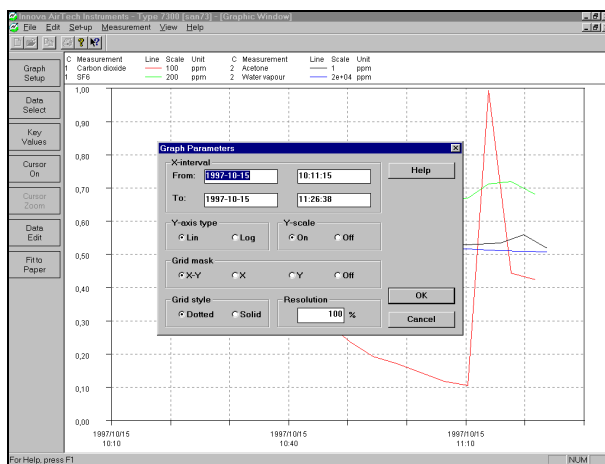 Innova AirTech Instruments - Type 7300 [san73] - [Graphic Window]
File Edit Set-up Measurement View Help
C Measurement Line Scale Unit C Measurement Line Scale Unit
1 Carbon dioxide 100 ppm 2 Acetone 1 ppm
1 SF6 200 ppm 2 Water vapour 2e+04 ppm
Graph Setup
Data Select
Key Values
Cursor On
Cursor Zoom
Data Edit
Fit to Paper
1,00
0,90
0,80
0,70
0,60
0,50
0,40
0,30
0,20
0,10
0,00
Graph Parameters
X-interval
From: 1997-10-15 10:11:15
To: 1997-10-15 11:26:38
Help
Y-axis type
Lin Log
Y-scale
On Off
Grid mask
X-Y X Y Off
Grid style
Dotted Solid
Resolution
100 %
OK
Cancel
1997/10/15 1997/10/15 1997/10/15
10:10 10:40 11:10
For Help, press F1 NUM